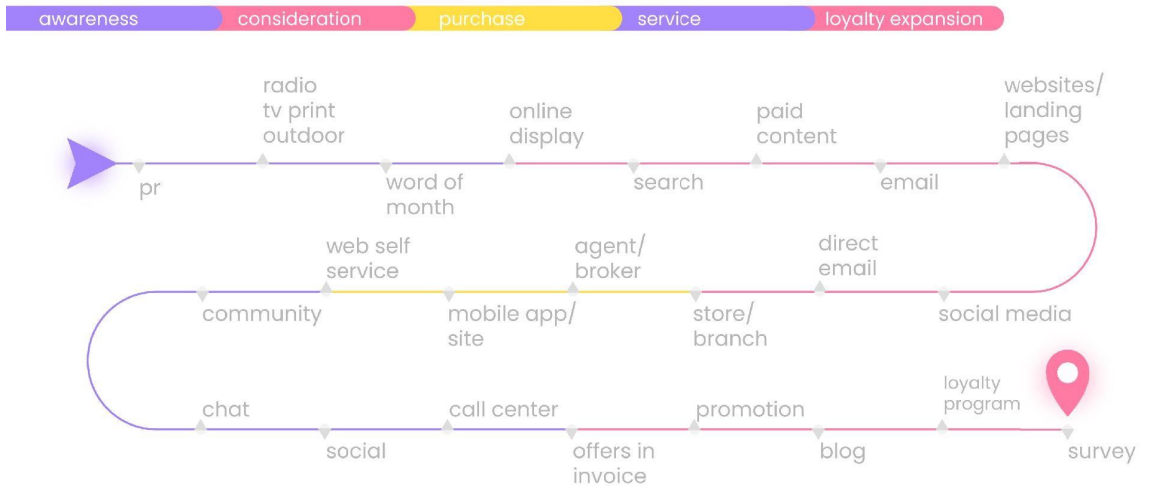 awareness consideration purchase service loyalty expansion
radio
tv print
outdoor
online
display
paid
content
websites/
landing
pages
pr
word of
month
search
email
web self
service
agent/
broker
direct
email
community
mobile app/
site
store/
branch
social media
chat
call center
promotion
loyalty
program
social
offers in
invoice
blog
survey